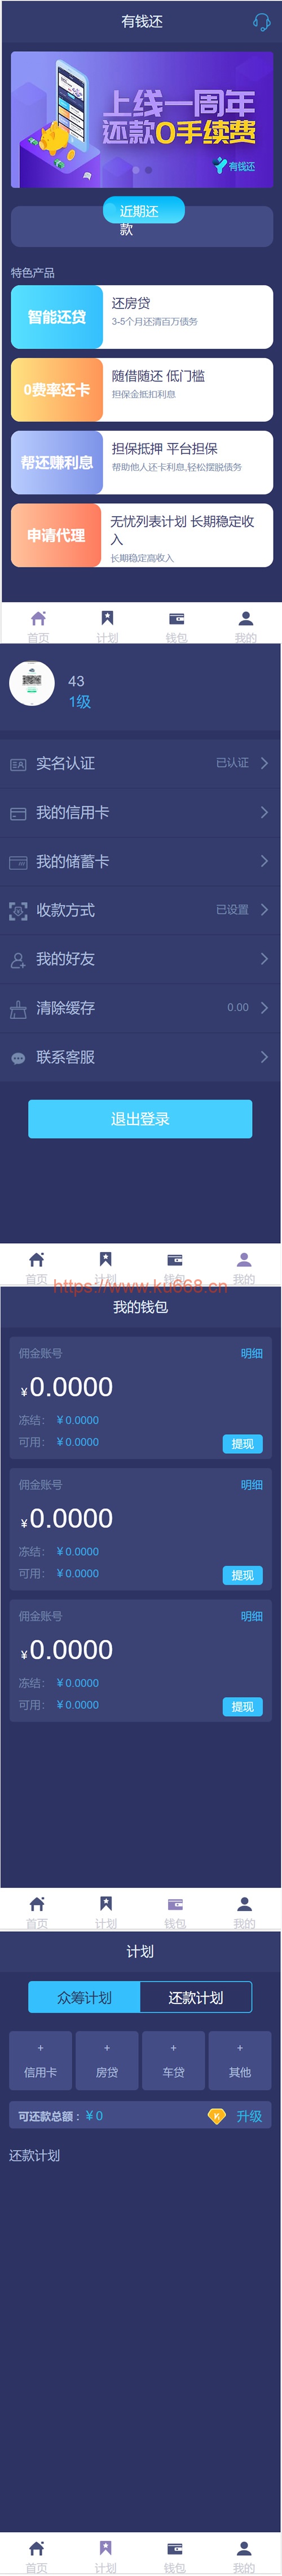 有钱还
上线一周年
还款0手续费
有钱还
近期还
款
特色产品
智能还贷
还房贷
3-5个月还清百万债务
0费率还卡
随借随还 低门槛
担保金抵扣利息
帮还赚利息
担保抵押 平台担保
帮助他人还卡利息,轻松摆脱债务
申请代理
无忧列表计划 长期稳定收
入
长期稳定高收入
首页 计划 钱包 我的
43
1级
实名认证 已认证
我的信用卡
我的储蓄卡
收款方式 已设置
我的好友
清除缓存 0.00
联系客服
退出登录
首页 计划 钱包 我的
https://www.ku668.cn
我的钱包
佣金账号 明细
¥0.0000
冻结： ¥0.0000
可用： ¥0.0000 提现
佣金账号 明细
¥0.0000
冻结： ¥0.0000
可用： ¥0.0000 提现
佣金账号 明细
¥0.0000
冻结： ¥0.0000
可用： ¥0.0000 提现
首页 计划 钱包 我的
计划
众筹计划 还款计划
+ + + +
信用卡 房贷 车贷 其他
可还款总额：¥0 K 升级
还款计划
首页 计划 钱包 我的